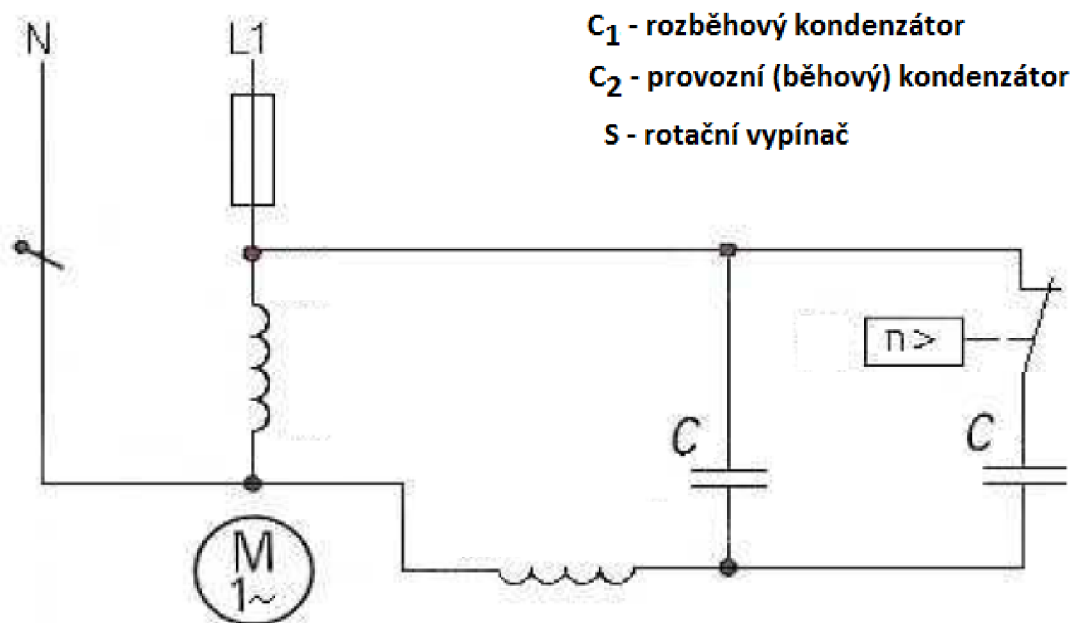 N
L1
C1 - rozběhový kondenzátor
C2 - provozní (běhový) kondenzátor
S - rotační vypínač
n >
C
C
M
1~